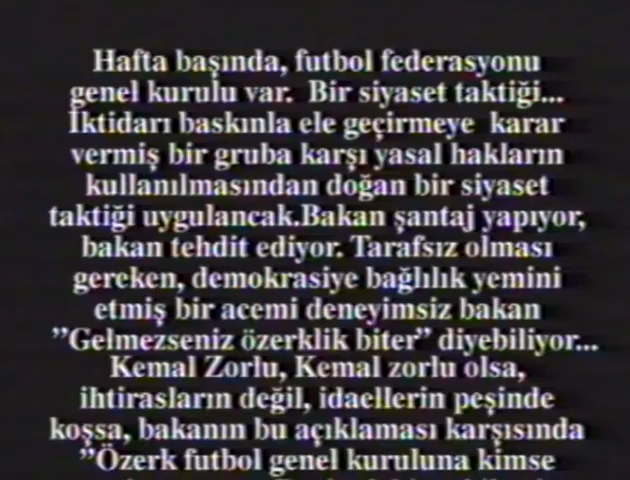 Hafta başında, futbol federasyonu
genel kurulu var. Bir siyaset taktiği...
İktidarı baskınla ele geçirmeye karar
vermiş bir gruba karşı yasal hakların
kullanılmasından doğan bir siyaset
taktiği uygulancak.Bakan şantaj yapıyor,
bakan tehdit ediyor. Tarafsız olması
gereken, demokrasiye bağlılık yemini
etmiş bir acemi deneyimsiz bakan
”Gelmezseniz özerklik biter” diyebiliyor...
Kemal Zorlu, Kemal zorlu olsa,
ihtirasların değil, idaellerin peşinde
koşsa, bakanın bu açıklaması karşısında
”Özerk futbol genel kuruluna kimse